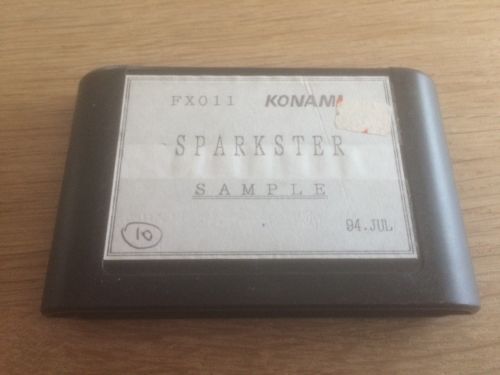 FX011 KONAMI
SPARKSTER
SAMPLE
10
94.JUL